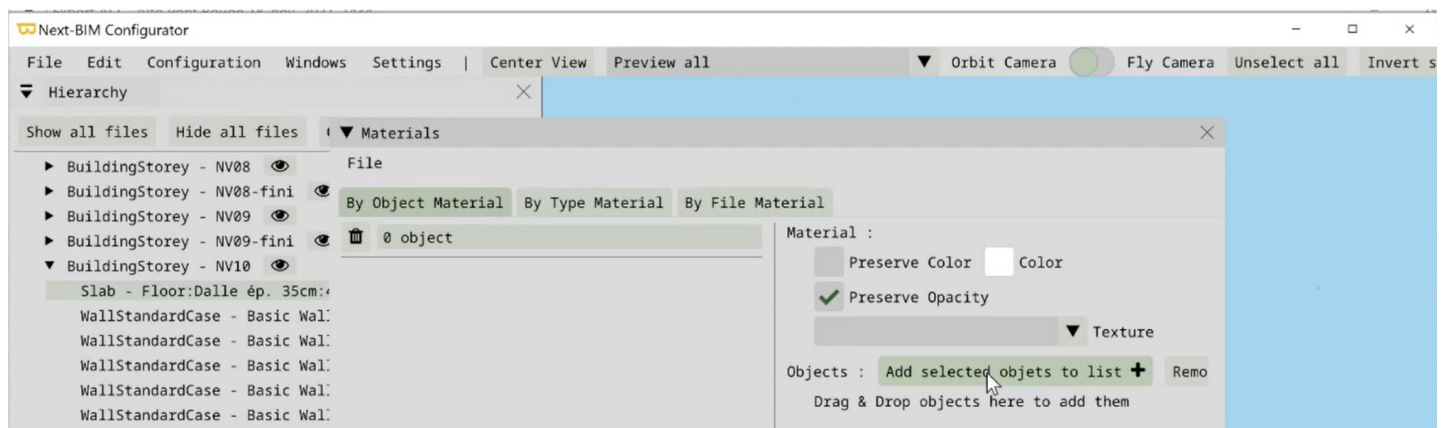 Next-BIM Configurator
File Edit Configuration Windows Settings | Center View Preview all Orbit Camera Fly Camera Unselect all Invert s
Hierarchy
Show all files Hide all files
Materials
File
By Object Material By Type Material By File Material
0 object
BuildingStorey - NV08
BuildingStorey - NV08-fini
BuildingStorey - NV09
BuildingStorey - NV09-fini
BuildingStorey - NV10
Slab - Floor:Dalle ép. 35cm:
WallStandardCase - Basic Wal
WallStandardCase - Basic Wal
WallStandardCase - Basic Wal
WallStandardCase - Basic Wal
WallStandardCase - Basic Wal
Material :
Preserve Color Color
Preserve Opacity
Texture
Objects : Add selected objets to list + Remo
Drag & Drop objects here to add them